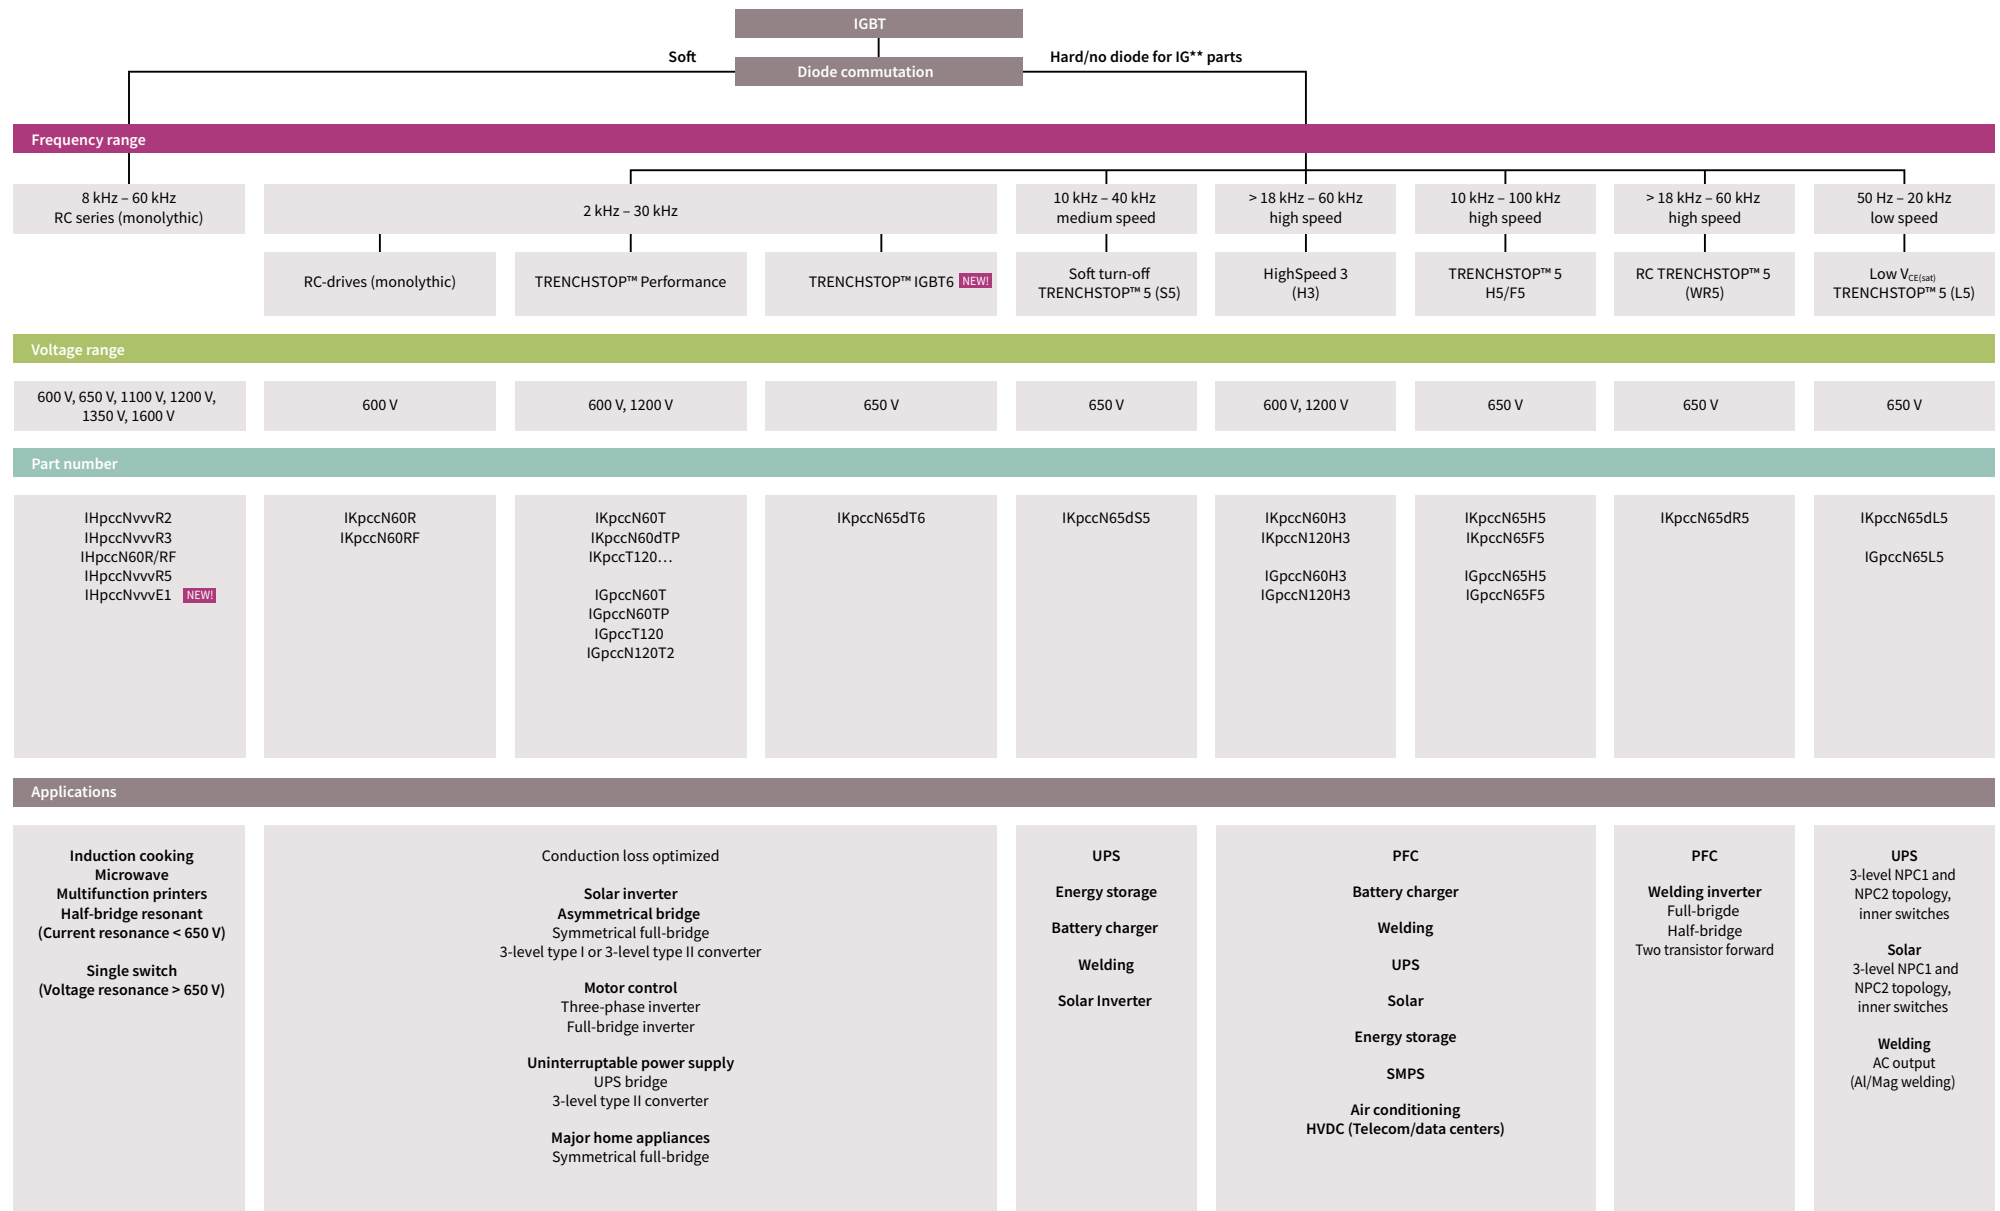 IGBT
Soft
Hard/no diode for IG** parts
Diode commutation
Frequency range
8 kHz – 60 kHz
RC series (monolythic)
2 kHz – 30 kHz
10 kHz – 40 kHz
medium speed
> 18 kHz – 60 kHz
high speed
10 kHz – 100 kHz
high speed
> 18 kHz – 60 kHz
high speed
50 Hz – 20 kHz
low speed
RC-drives (monolythic)
TRENCHSTOP™ Performance
TRENCHSTOP™ IGBT6 NEW!
Soft turn-off
TRENCHSTOP™ 5 (S5)
HighSpeed 3
(H3)
TRENCHSTOP™ 5
H5/F5
RC TRENCHSTOP™ 5
(WR5)
Low VCE(sat)
TRENCHSTOP™ 5 (L5)
Voltage range
600 V, 650 V, 1100 V, 1200 V,
1350 V, 1600 V
600 V
600 V, 1200 V
650 V
650 V
600 V, 1200 V
650 V
650 V
650 V
Part number
IHpccNvvvR2
IHpccNvvvR3
IHpccN60R/RF
IHpccNvvvR5
IHpccNvvvE1 NEW!
IKpccN60R
IKpccN60RF
IKpccN60T
IKpccN60dTP
IKpccT120…
IGpccN60T
IGpccN60TP
IGpccT120
IGpccN120T2
IKpccN65dT6
IKpccN65dS5
IKpccN60H3
IKpccN120H3
IGpccN60H3
IGpccN120H3
IKpccN65H5
IKpccN65F5
IGpccN65H5
IGpccN65F5
IKpccN65dR5
IKpccN65dL5
IGpccN65L5
Applications
Induction cooking
Microwave
Multifunction printers
Half-bridge resonant
(Current resonance < 650 V)
Single switch
(Voltage resonance > 650 V)
Conduction loss optimized
Solar inverter
Asymmetrical bridge
Symmetrical full-bridge
3-level type I or 3-level type II converter
Motor control
Three-phase inverter
Full-bridge inverter
Uninterruptable power supply
UPS bridge
3-level type II converter
Major home appliances
Symmetrical full-bridge
UPS
Energy storage
Battery charger
Welding
Solar Inverter
PFC
Battery charger
Welding
UPS
Solar
Energy storage
SMPS
Air conditioning
HVDC (Telecom/data centers)
PFC
Welding inverter
Full-brigde
Half-bridge
Two transistor forward
UPS
3-level NPC1 and
NPC2 topology,
inner switches
Solar
3-level NPC1 and
NPC2 topology,
inner switches
Welding
AC output
(Al/Mag welding)